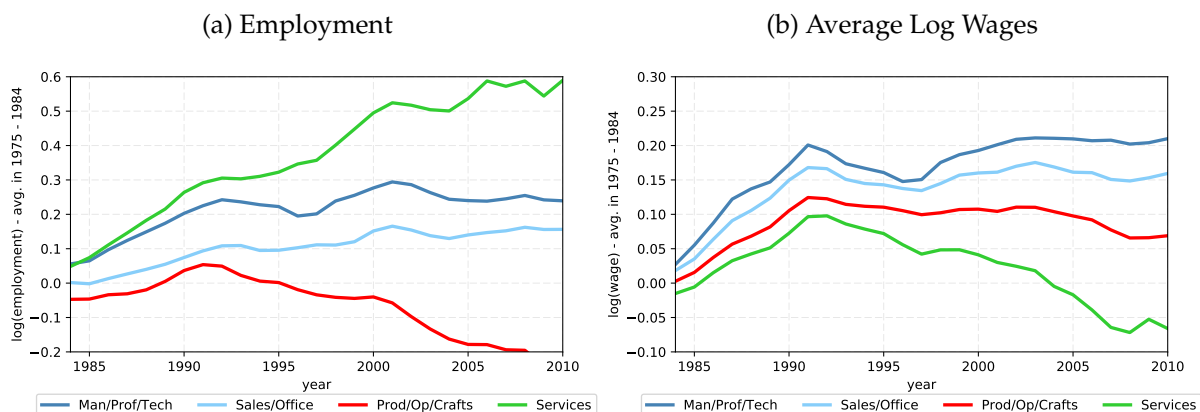 (a) Employment
(b) Average Log Wages
log(employment) - avg. in 1975 - 1984
0.6
0.5
0.4
0.3
0.2
0.1
0.0
−0.1
−0.2
1985 1990 1995 2000 2005 2010
year
Man/Prof/Tech Sales/Office Prod/Op/Crafts Services
log(wage) - avg. in 1975 - 1984
0.30
0.25
0.20
0.15
0.10
0.05
0.00
−0.05
−0.10
1985 1990 1995 2000 2005 2010
year
Man/Prof/Tech Sales/Office Prod/Op/Crafts Services